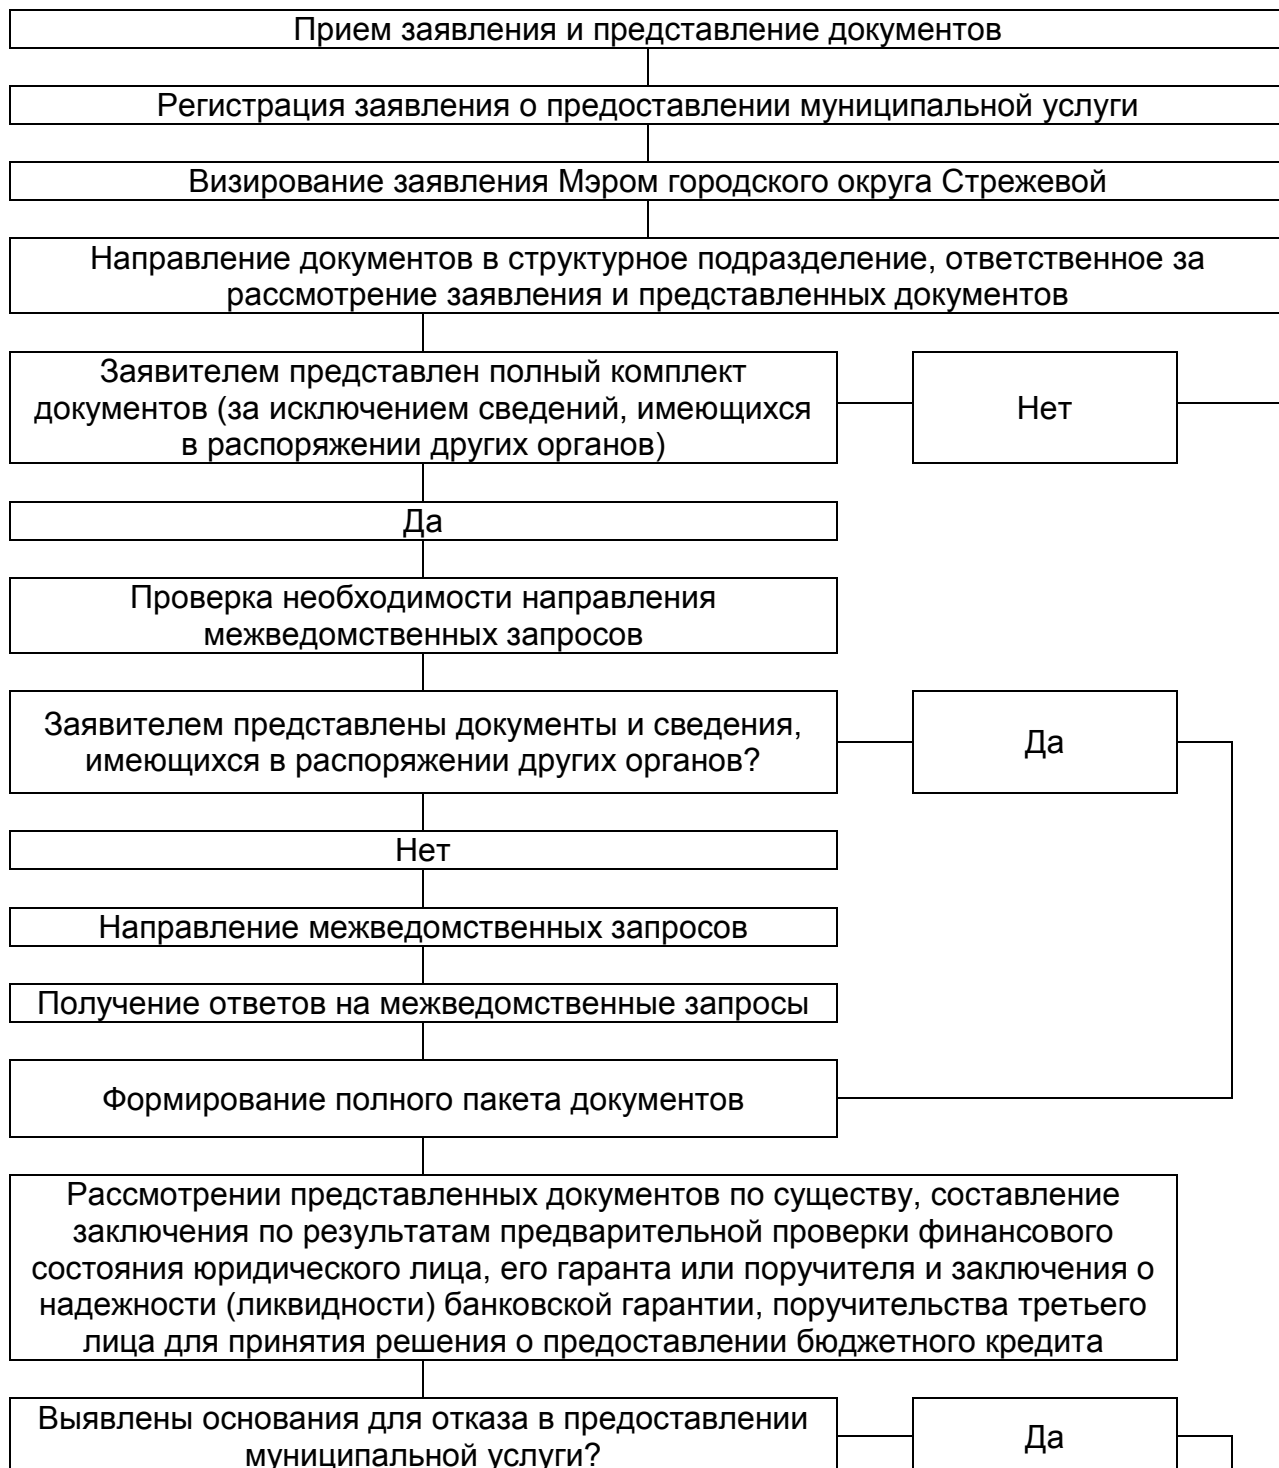 Прием заявления и представление документов
Регистрация заявления о предоставлении муниципальной услуги
Визирование заявления Мэром городского округа Стрежевой
Направление документов в структурное подразделение, ответственное за
рассмотрение заявления и представленных документов
Заявителем представлен полный комплект
документов (за исключением сведений, имеющихся
в распоряжении других органов)
Нет
Да
Проверка необходимости направления
межведомственных запросов
Заявителем представлены документы и сведения,
имеющихся в распоряжении других органов?
Да
Нет
Направление межведомственных запросов
Получение ответов на межведомственные запросы
Формирование полного пакета документов
Рассмотрении представленных документов по существу, составление
заключения по результатам предварительной проверки финансового
состояния юридического лица, его гаранта или поручителя и заключения о
надежности (ликвидности) банковской гарантии, поручительства третьего
лица для принятия решения о предоставлении бюджетного кредита
Выявлены основания для отказа в предоставлении
муниципальной услуги?
Да